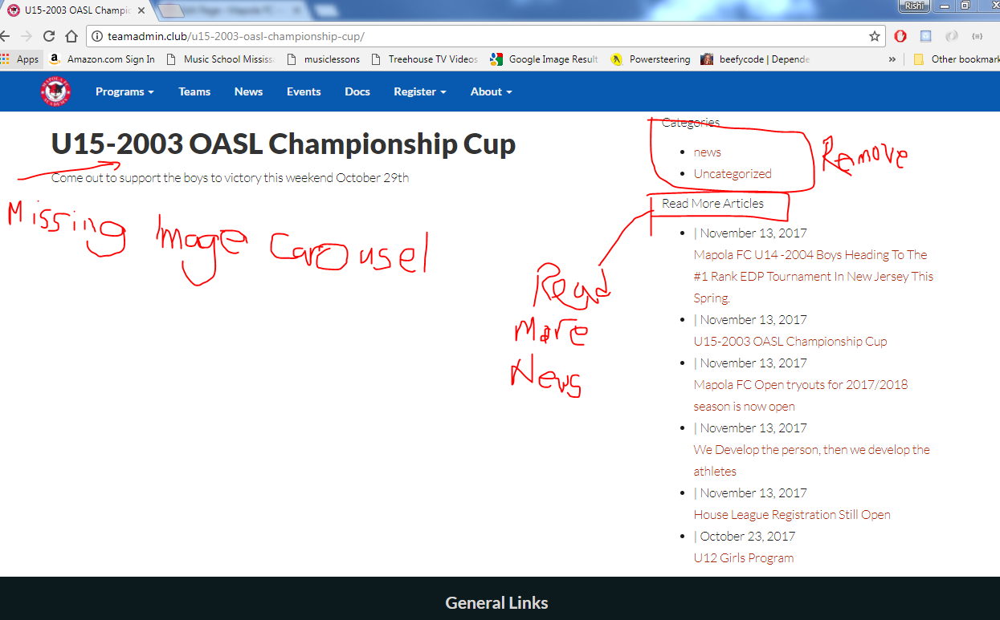 U15-2003 OASL Champic
Rishi
teamadmin.club/u15-2003-oasl-championship-cup/
Apps Amazon.com Sign In Music School Mississ musiclessons Treehouse TV Videos Google Image Result Powersteering beefycode | Depende » Other bookmark
MAPOLA FC ACADEMY Programs Teams News Events Docs Register About
U15-2003 OASL Championship Cup
Come out to support the boys to victory this weekend October 29th
Missing Image Carousel
Categories
news
Uncategorized
Remove
Read More Articles
Read
More
News
| November 13, 2017
Mapola FC U14 -2004 Boys Heading To The
#1 Rank EDP Tournament In New Jersey This
Spring.
| November 13, 2017
U15-2003 OASL Championship Cup
| November 13, 2017
Mapola FC Open tryouts for 2017/2018
season is now open
| November 13, 2017
We Develop the person, then we develop the
athletes
| November 13, 2017
House League Registration Still Open
| October 23, 2017
U12 Girls Program
General Links